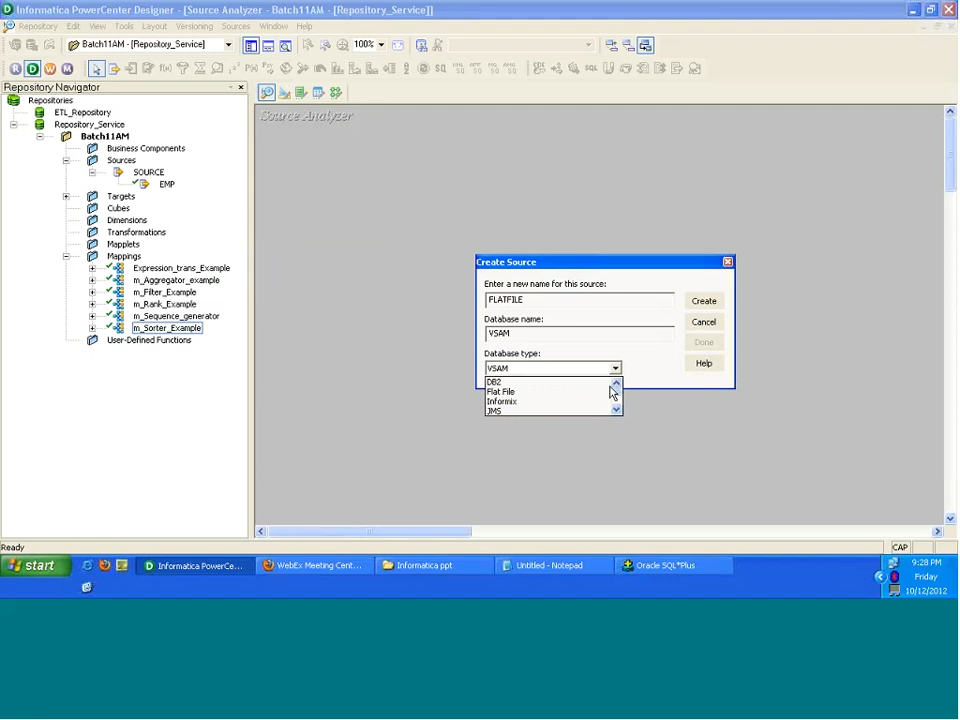 Informatica PowerCenter Designer - [Source Analyzer - Batch11AM - [Repository_Service]]
Repository Edit View Tools Layout Versioning Sources Window Help
Batch11AM - [Repository_Service] 100%
R D W M
Repository Navigator
Repositories
ETL_Repository
Repository_Service
Batch11AM
Business Components
Sources
SOURCE
EMP
Targets
Cubes
Dimensions
Transformations
Mapplets
Mappings
Expression_trans_Example
m_Aggregator_example
m_Filter_Example
m_Rank_Example
m_Sequence_generator
m_Sorter_Example
User-Defined Functions
Source Analyzer
Create Source
Enter a new name for this source:
FLATFILE
Create
Database name:
Cancel
VSAM
Done
Database type:
Help
VSAM
DB2
Flat File
Informix
JMS
Ready
CAP
start
Informatica PowerCe...
WebEx Meeting Cent...
Informatica ppt
Untitled - Notepad
Oracle SQL*Plus
9:28 PM
Friday
10/12/2012